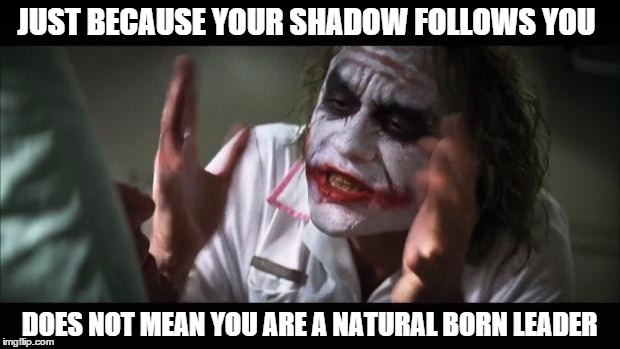 JUST BECAUSE YOUR SHADOW FOLLOWS YOU
DOES NOT MEAN YOU ARE A NATURAL BORN LEADER
imgflip.com